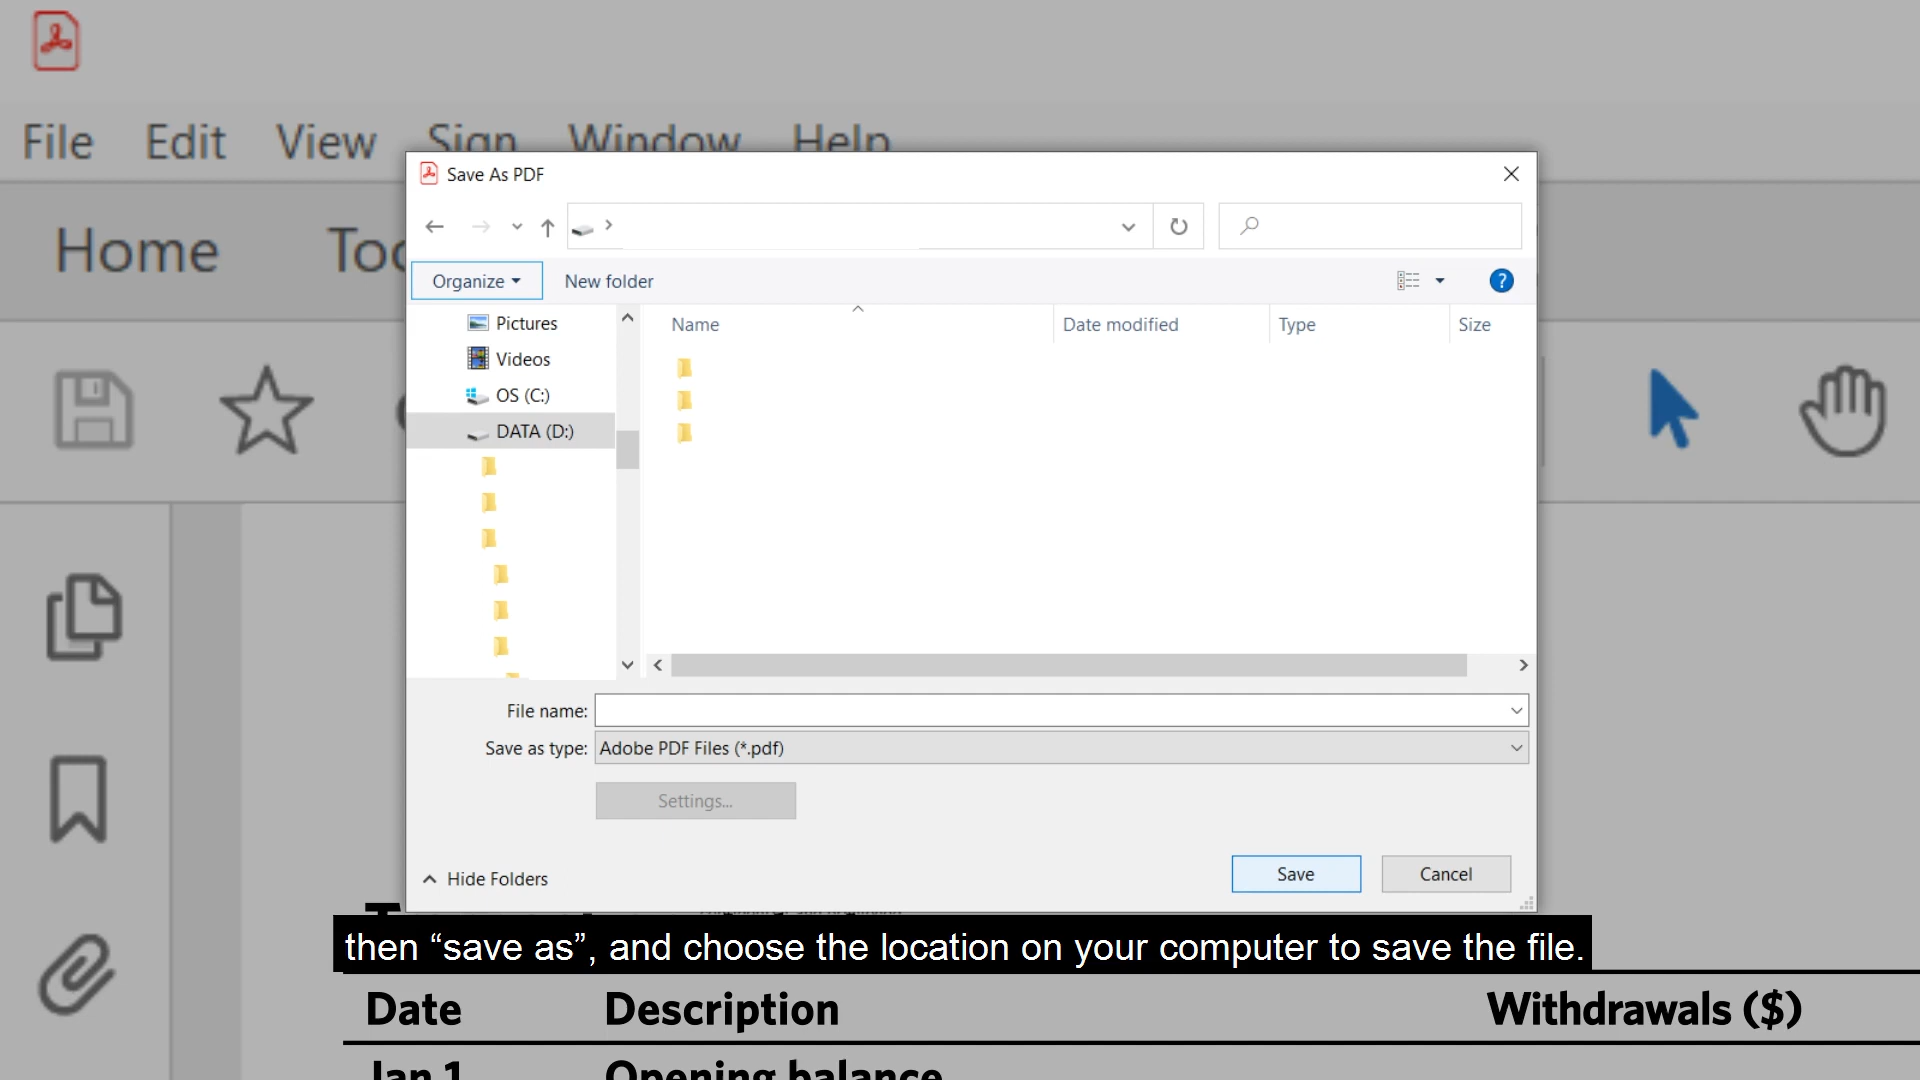 File Edit View Sign Window Help
Save As PDF
Home
Organize
New folder
?
Pictures
Videos
OS (C:)
DATA (D:)
Name
Date modified
Type
Size
File name:
Save as type:
Adobe PDF Files (*.pdf)
Settings...
Hide Folders
Save
Cancel
then “save as”, and choose the location on your computer to save the file.
Date Description Withdrawals ($)
Jan 1 Opening balance